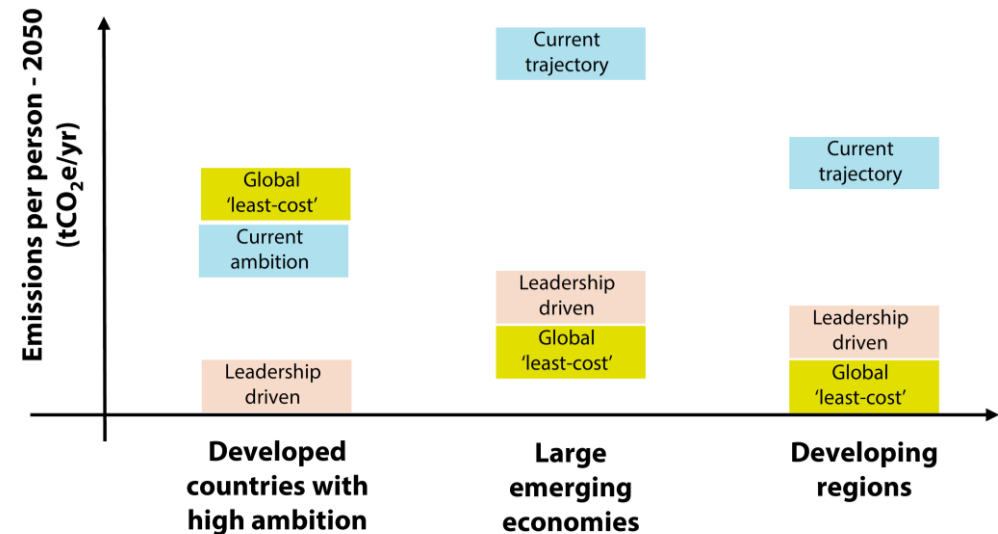 Emissions per person - 2050
(tCO₂e/yr)
Global
‘least-cost’
Current
ambition
Leadership
driven
Current
trajectory
Leadership
driven
Global
‘least-cost’
Current
trajectory
Leadership
driven
Global
‘least-cost’
Developed
countries with
high ambition
Large
emerging
economies
Developing
regions